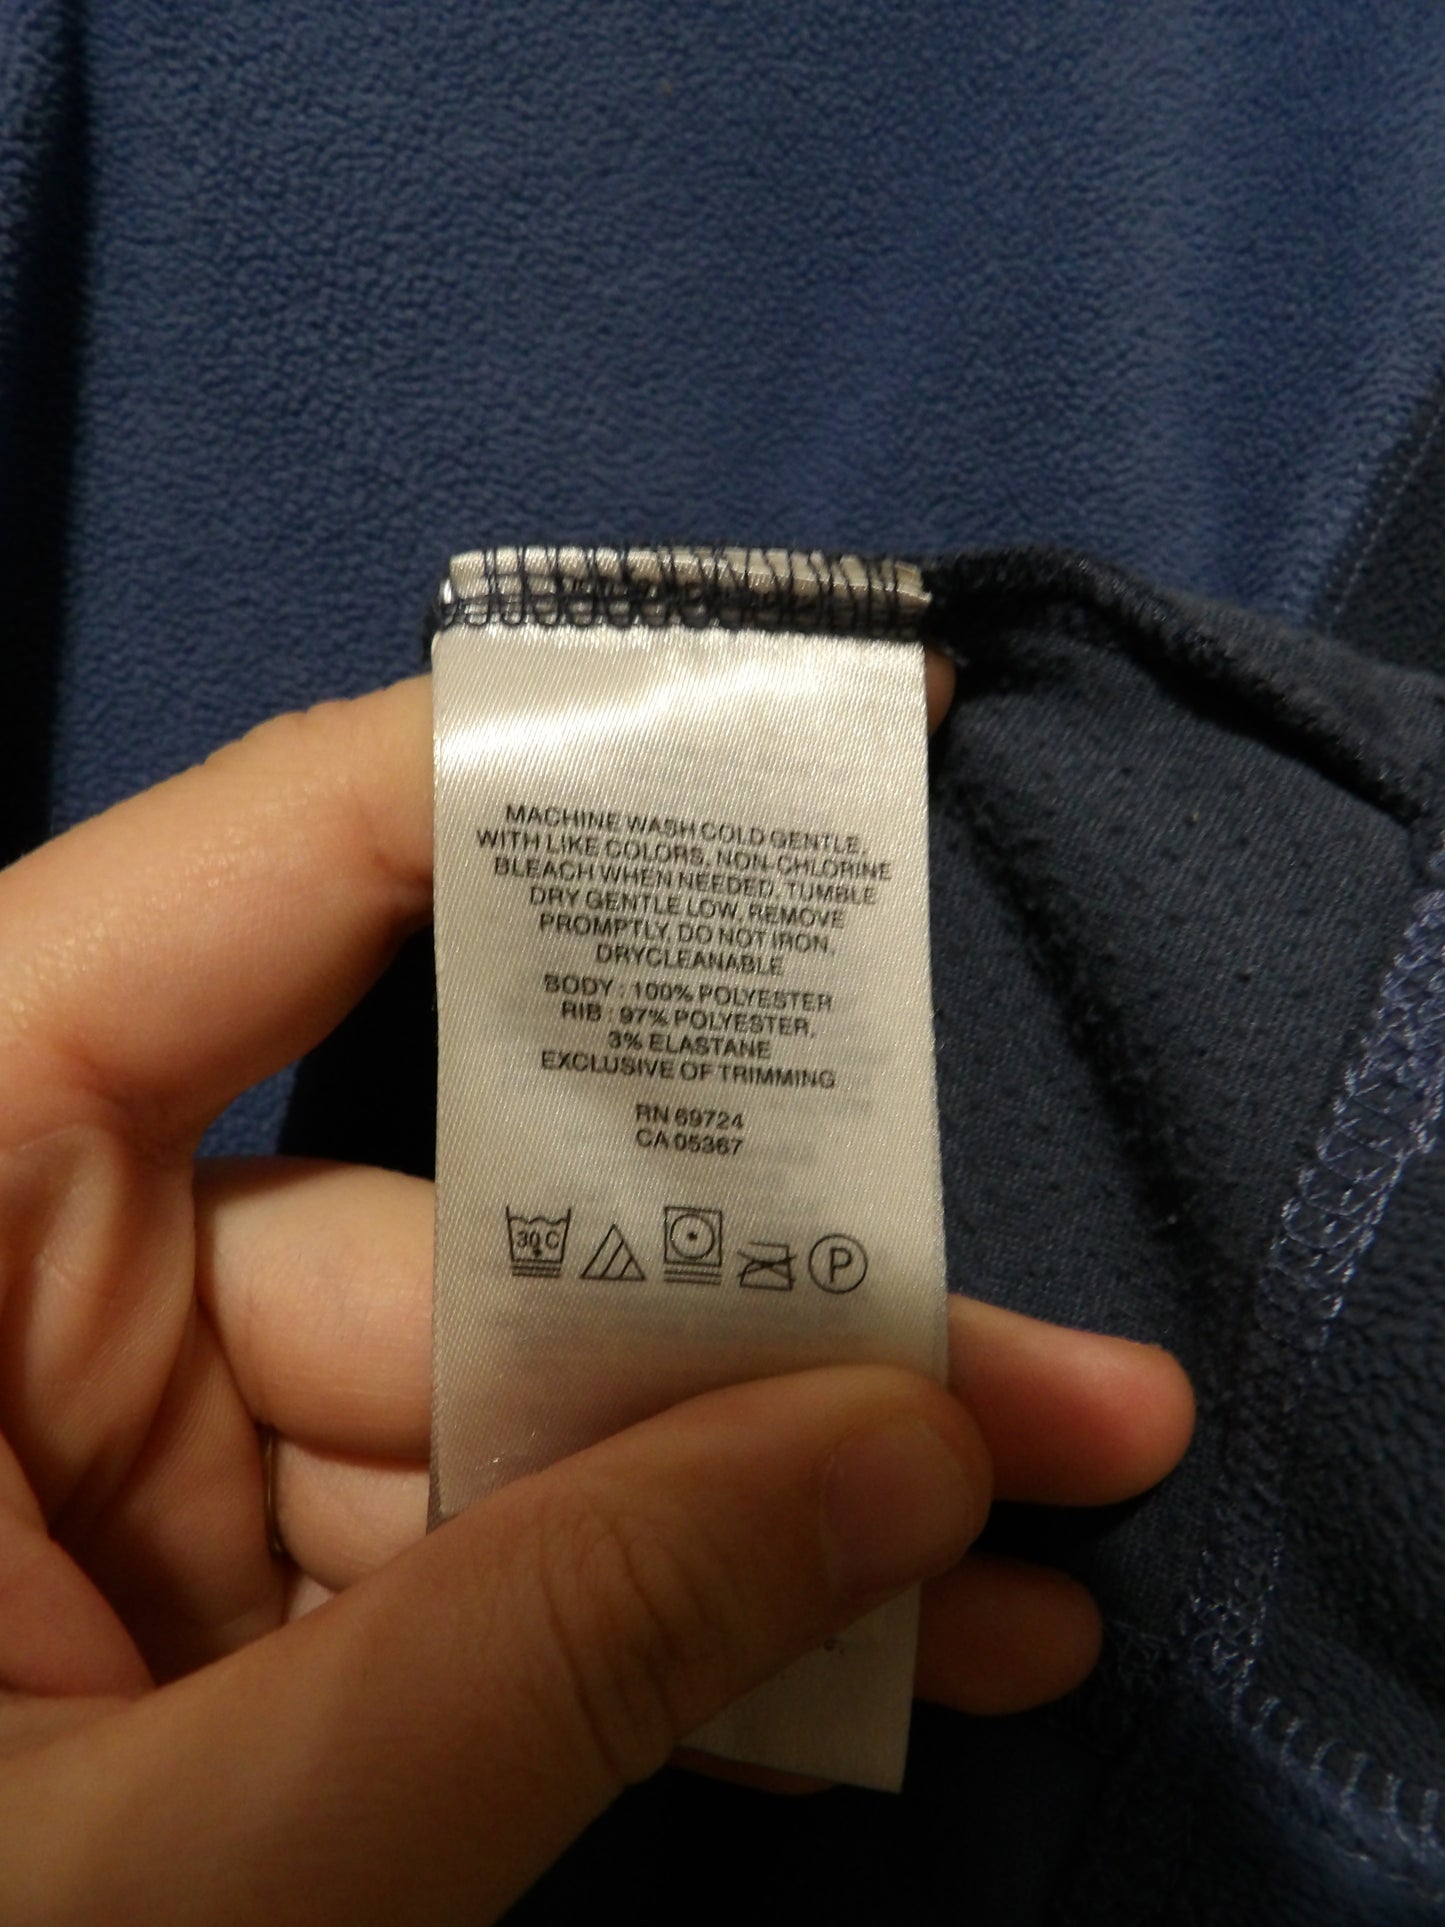 MACHINE WASH COLD GENTLE,
WITH LIKE COLORS, NON-CHLORINE
BLEACH WHEN NEEDED, TUMBLE
DRY GENTLE LOW, REMOVE
PROMPTLY, DO NOT IRON,
DRYCLEANABLE
BODY : 100% POLYESTER
RIB : 97% POLYESTER,
3% ELASTANE
EXCLUSIVE OF TRIMMING
RN 69724
CA 05367
30 C
P